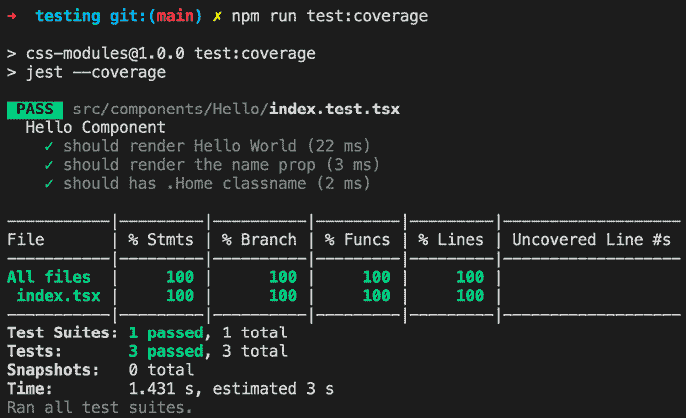 ➜  testing git:(main) ✗ npm run test:coverage

> css-modules@1.0.0 test:coverage
> jest --coverage

PASS  src/components/Hello/index.test.tsx
  Hello Component
    ✓ should render Hello World (22 ms)
    ✓ should render the name prop (3 ms)
    ✓ should has .Home classname (2 ms)

-----------|---------|----------|---------|---------|-------------------
File       | % Stmts | % Branch | % Funcs | % Lines | Uncovered Line #s
-----------|---------|----------|---------|---------|-------------------
All files  |     100 |      100 |     100 |     100 |
 index.tsx |     100 |      100 |     100 |     100 |
-----------|---------|----------|---------|---------|-------------------
Test Suites: 1 passed, 1 total
Tests:       3 passed, 3 total
Snapshots:   0 total
Time:        1.431 s, estimated 3 s
Ran all test suites.